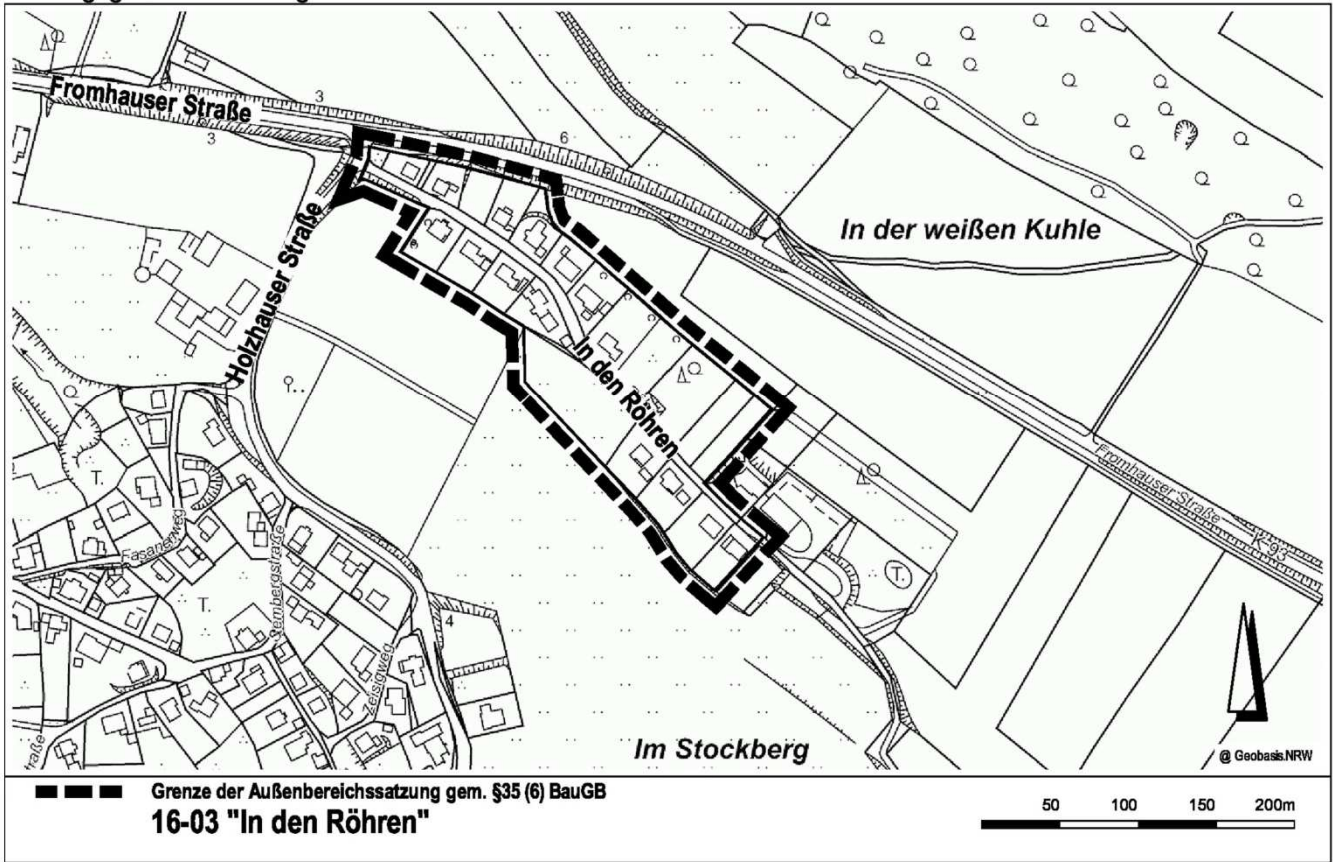 Fromhauser Straße
3
3
6
In der weißen Kuhle
Holzhauser Straße
In den Röhren
Fromhauser Straße
K 93
T.
Fasanerweg
T.
T.
4
Zeisigweg
Im Stockberg
@ Geobasis.NRW
Grenze der Außenbereichssatzung gem. §35 (6) BauGB
16-03 "In den Röhren"
50 100 150 200m